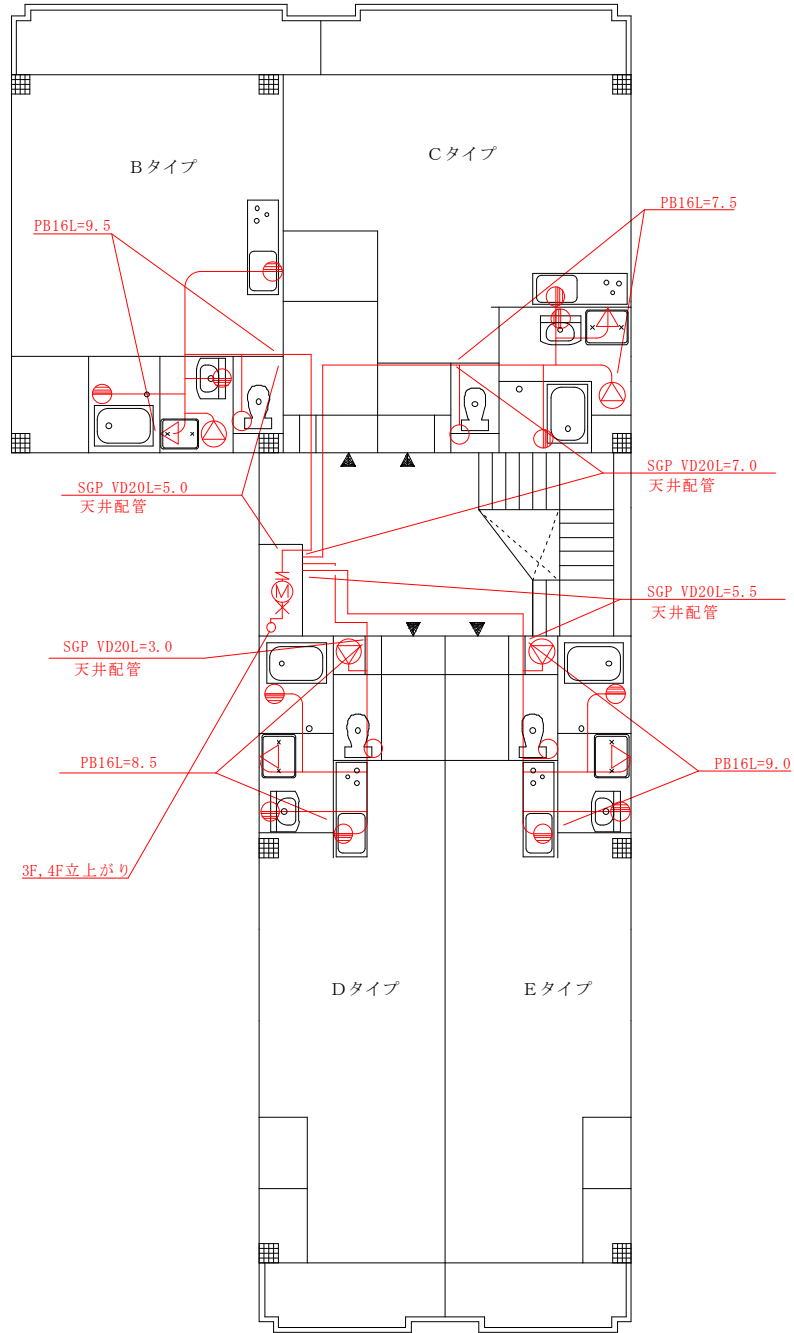 Bタイプ
Cタイプ
PB16L=7.5
PB16L=9.5
SGP VD20L=7.0
天井配管
SGP VD20L=5.0
天井配管
M
SGP VD20L=5.5
天井配管
SGP VD20L=3.0
天井配管
PB16L=8.5
PB16L=9.0
3F,4F立上がり
Dタイプ
Eタイプ